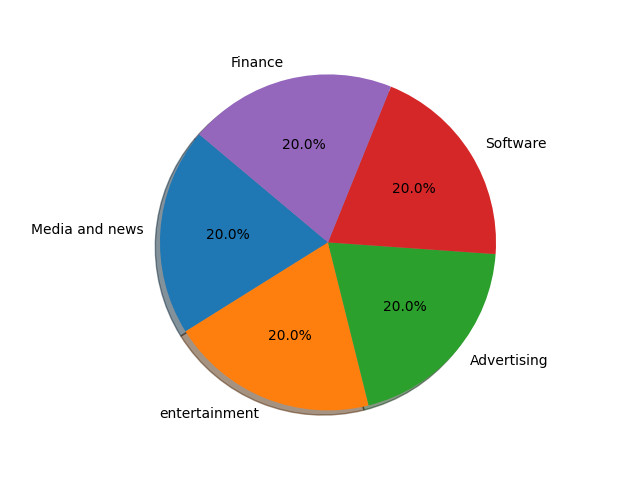 Finance
20.0%
Software
20.0%
Media and news
20.0%
20.0%
Advertising
20.0%
entertainment